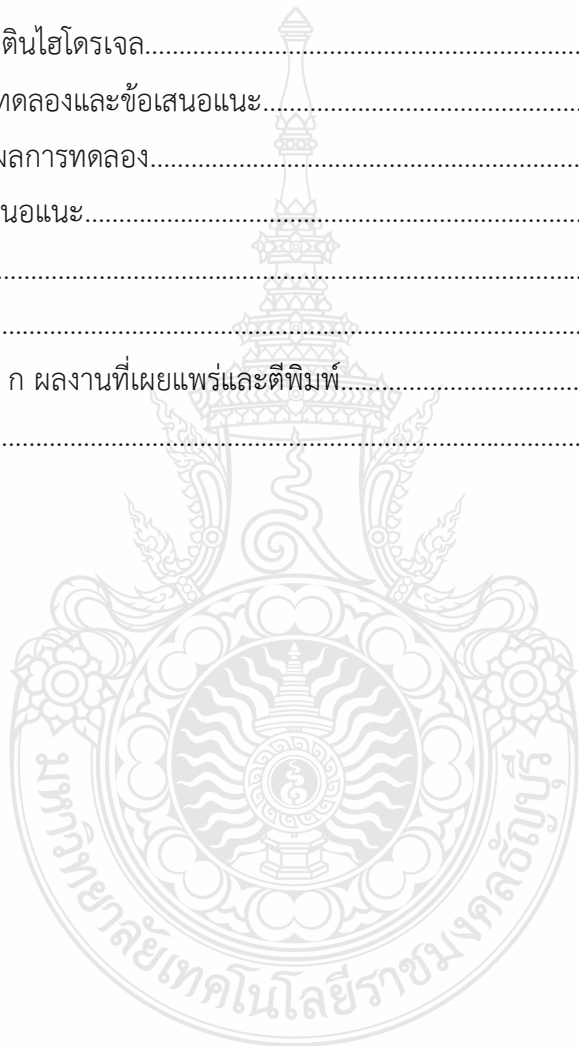 ตินไฮโดรเจล................................................................
ทดลองและข้อเสนอแนะ................................................
ผลการทดลอง...............................................................
นอแนะ........................................................................
...................................................................................
...................................................................................
ก ผลงานที่เผยแพร่และตีพิมพ์....................................
...................................................................................
มหาวิทยาลัยเทคโนโลยีราชมงคลธัญบุรี